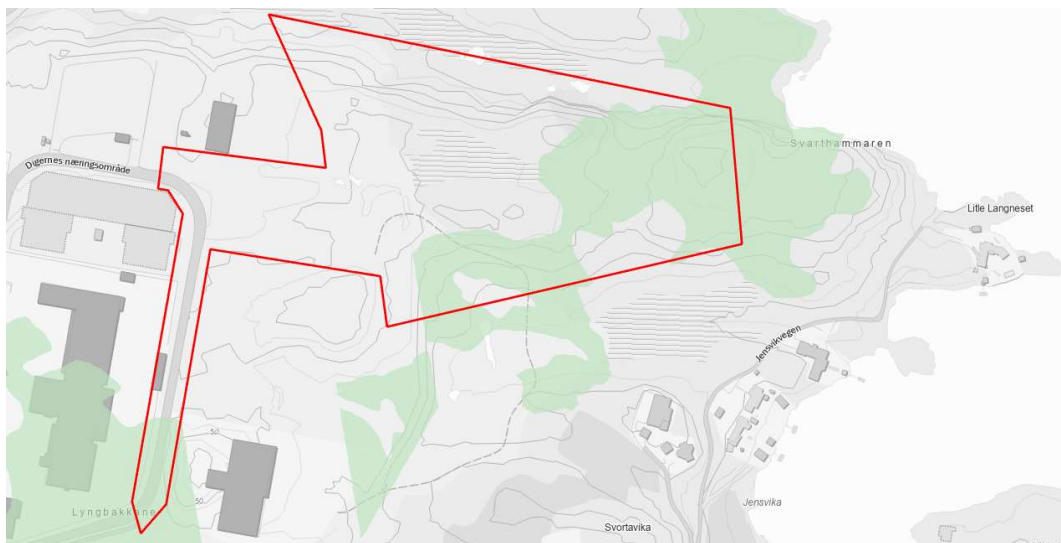 Svarthammaren
Digernes næringsområde
Litle Langneset
Jensvikvegen
50
50
Lyngbakkane
Jensvika
Svortavika